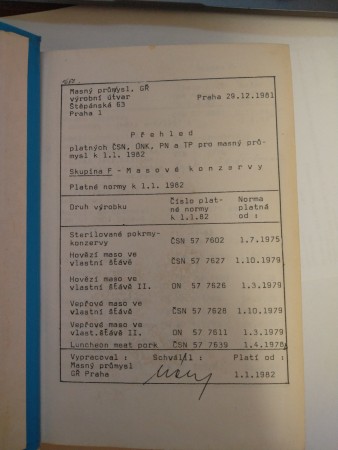 Masný průmysl, GŘ
výrobní útvar Praha 29.12.1981
Štěpánská 63
Praha 1
Přehled
platných ČSN, ÚNK, PN a TP pro masný prů-
mysl k 1.1. 1982
Skupina F - Masové konzervy
Platné normy k 1.1. 1982
Druh výrobku Číslo plat- Norma
né normy platná
k 1.1.82 od :
Sterilované pokrmy-
konzervy ČSN 57 7602 1.7.1975
Hovězí maso ve
vlastní šťávě ČSN 57 7627 1.10.1979
Hovězí maso ve
vlastní šťávě II. ON 57 7626 1.3.1979
Vepřové maso ve
vlastní šťávě ČSN 57 7628 1.10.1979
Vepřové maso ve
vlast.šťávě II. ON 57 7611 1.3.1979
Luncheon meat pork ČSN 57 7639 1.4.1978
Vypracoval : Schválil : Platí od :
Masný průmysl
GŘ Praha 1.1.1982